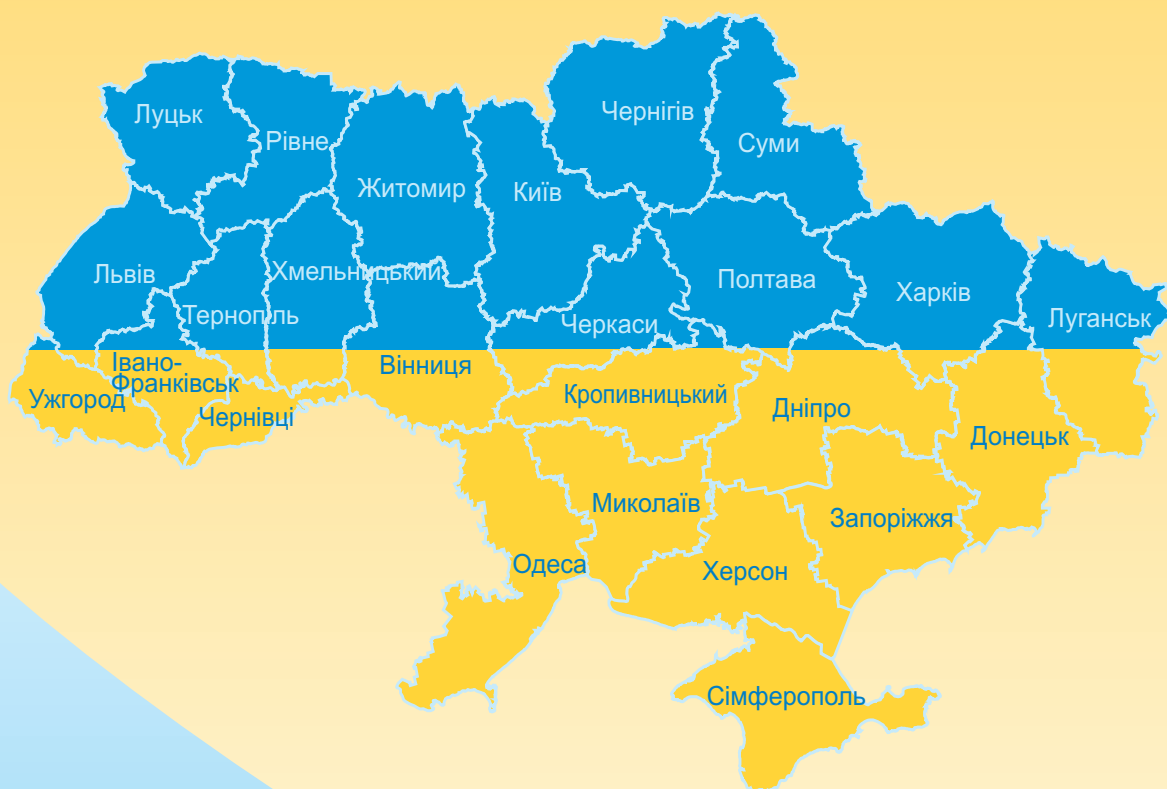 Чернігів
Луцьк
Рівне
Суми
Житомир
Київ
Львів
Хмельницький
Полтава
Харків
Тернопіль
Черкаси
Луганськ
Івано-
Франківськ
Вінниця
Ужгород
Кропивницький
Дніпро
Чернівці
Донецьк
Миколаїв
Запоріжжя
Одеса
Херсон
Сімферополь